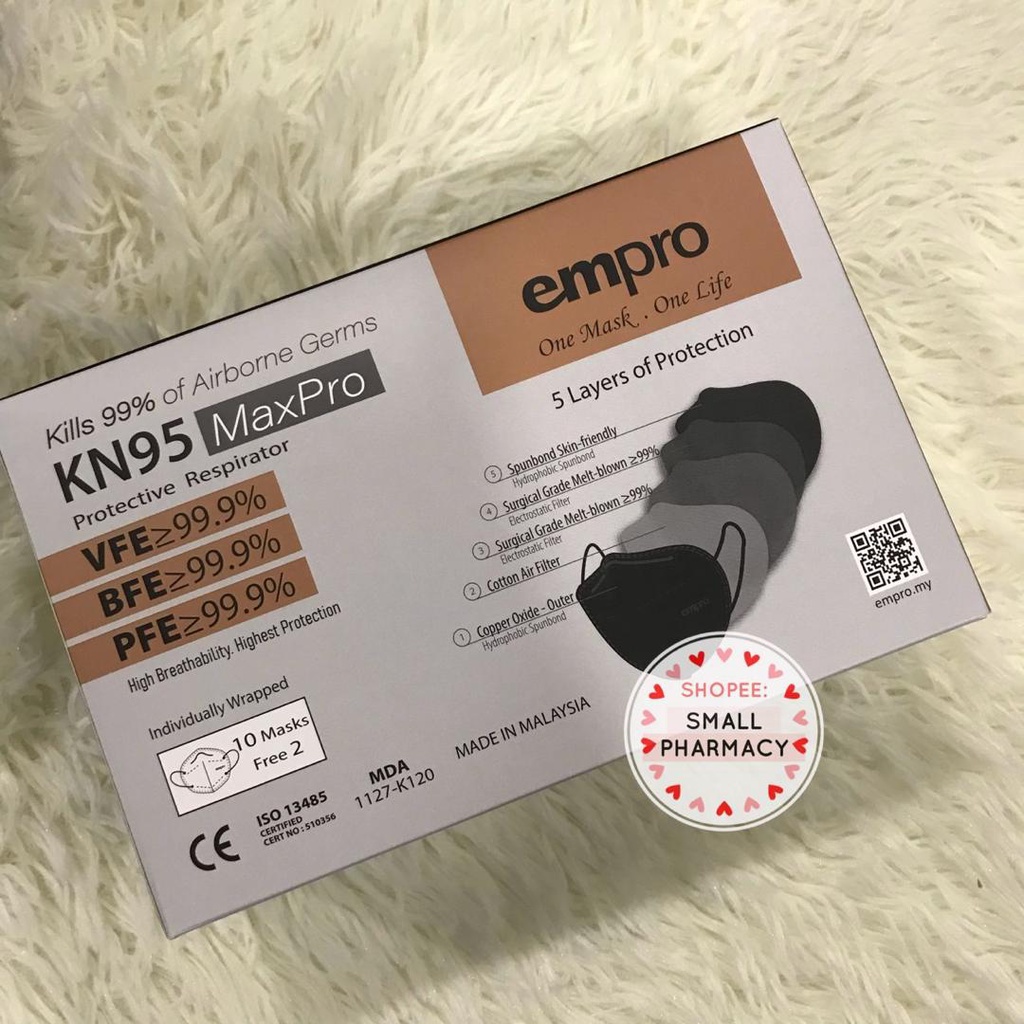 empro
One Mask . One Life
Kills 99% of Airborne Germs
KN95 MaxPro
Protective Respirator
VFE≥99.9%
BFE≥99.9%
PFE≥99.9%
High Breathability. Highest Protection
Individually Wrapped
10 Masks
Free 2
CE
ISO 13485
CERTIFIED
CERT NO : 510356
MDA
1127-K120
MADE IN MALAYSIA
5 Layers of Protection
5 Spunbond Skin-friendly
Hydrophobic Spunbond
4 Surgical Grade Melt-blown ≥99%
Electrostatic Filter
3 Surgical Grade Melt-blown ≥99%
Electrostatic Filter
2 Cotton Air Filter
1 Copper Oxide - Outer
Hydrophobic Spunbond
empro
empro.my
SHOPEE:
SMALL
PHARMACY